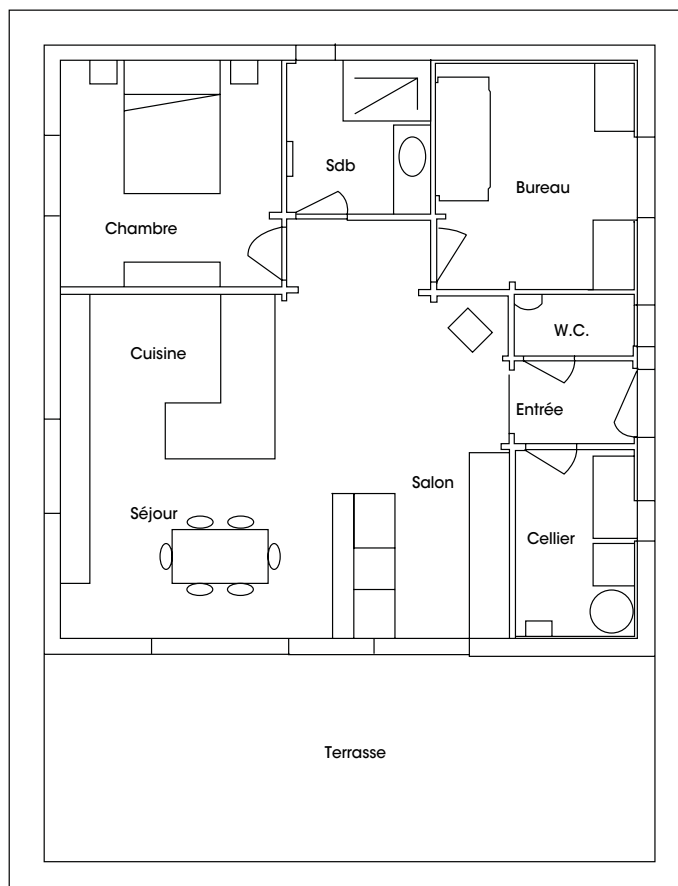 Sdb
Bureau
Chambre
W.C.
Cuisine
Entrée
Salon
Séjour
Cellier
Terrasse